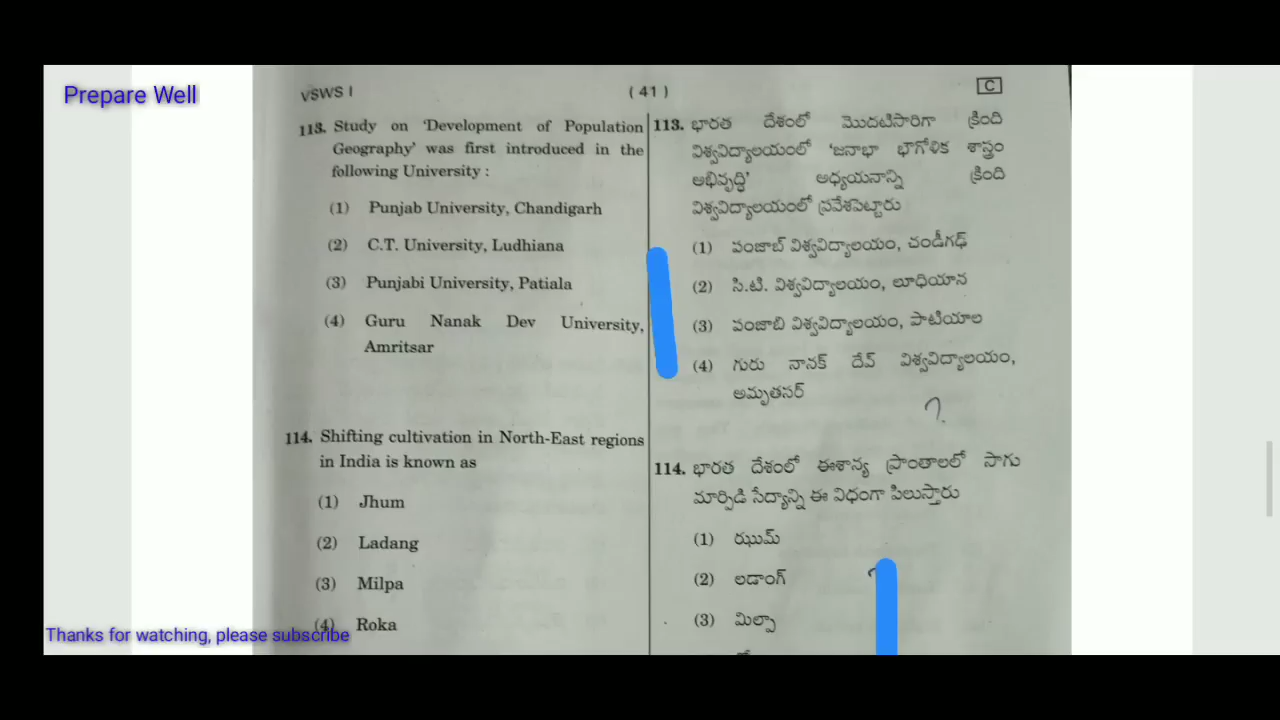 Prepare Well
VSWS I
( 41 )
C
113. Study on 'Development of Population
Geography' was first introduced in the
following University :
(1) Punjab University, Chandigarh
(2) C.T. University, Ludhiana
(3) Punjabi University, Patiala
(4) Guru Nanak Dev University,
Amritsar
114. Shifting cultivation in North-East regions
in India is known as
(1) Jhum
(2) Ladang
(3) Milpa
(4) Roka
113. భారత దేశంలో మొదటిసారిగా క్రింది
విశ్వవిద్యాలయంలో 'జనాభా భౌగోళిక శాస్త్రం
అభివృద్ధి' అధ్యయనాన్ని క్రింది
విశ్వవిద్యాలయంలో ప్రవేశపెట్టారు
(1) పంజాబ్ విశ్వవిద్యాలయం, చండీగఢ్
(2) సి.టి. విశ్వవిద్యాలయం, లూధియాన
(3) పంజాబి విశ్వవిద్యాలయం, పాటియాల
(4) గురు నానక్ దేవ్ విశ్వవిద్యాలయం,
అమృతసర్
?
114. భారత దేశంలో ఈశాన్య ప్రాంతాలలో సాగు
మార్పిడి సేద్యాన్ని ఈ విధంగా పిలుస్తారు
(1) ఝుమ్
(2) లడాంగ్
(3) మిల్పా
Thanks for watching, please subscribe